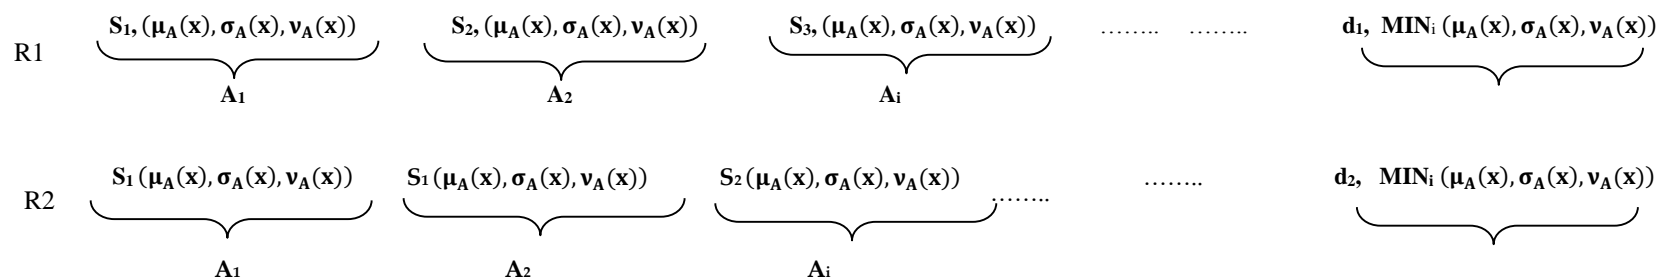 R1 S₁, (μ_A(x), σ_A(x), ν_A(x)) S₂, (μ_A(x), σ_A(x), ν_A(x)) S₃, (μ_A(x), σ_A(x), ν_A(x)) …….. …….. d₁, MINᵢ (μ_A(x), σ_A(x), ν_A(x))
A₁ A₂ Aᵢ
R2 S₁ (μ_A(x), σ_A(x), ν_A(x)) S₁ (μ_A(x), σ_A(x), ν_A(x)) S₂ (μ_A(x), σ_A(x), ν_A(x)) …….. …….. d₂, MINᵢ (μ_A(x), σ_A(x), ν_A(x))
A₁ A₂ Aᵢ